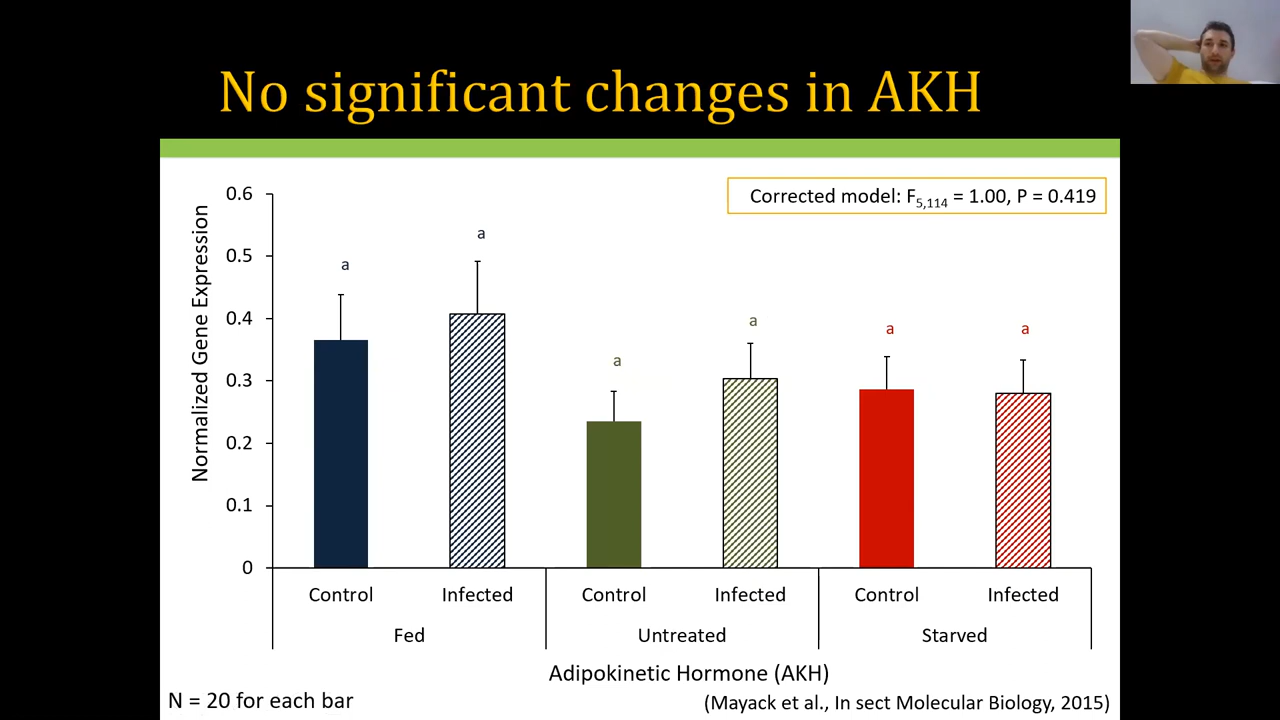 No significant changes in AKH
Corrected model: F5,114 = 1.00, P = 0.419
Normalized Gene Expression
0.6
0.5
0.4
0.3
0.2
0.1
0
a
a
a
a
a
a
Control Infected Control Infected Control Infected
Fed Untreated Starved
Adipokinetic Hormone (AKH)
N = 20 for each bar
(Mayack et al., In sect Molecular Biology, 2015)